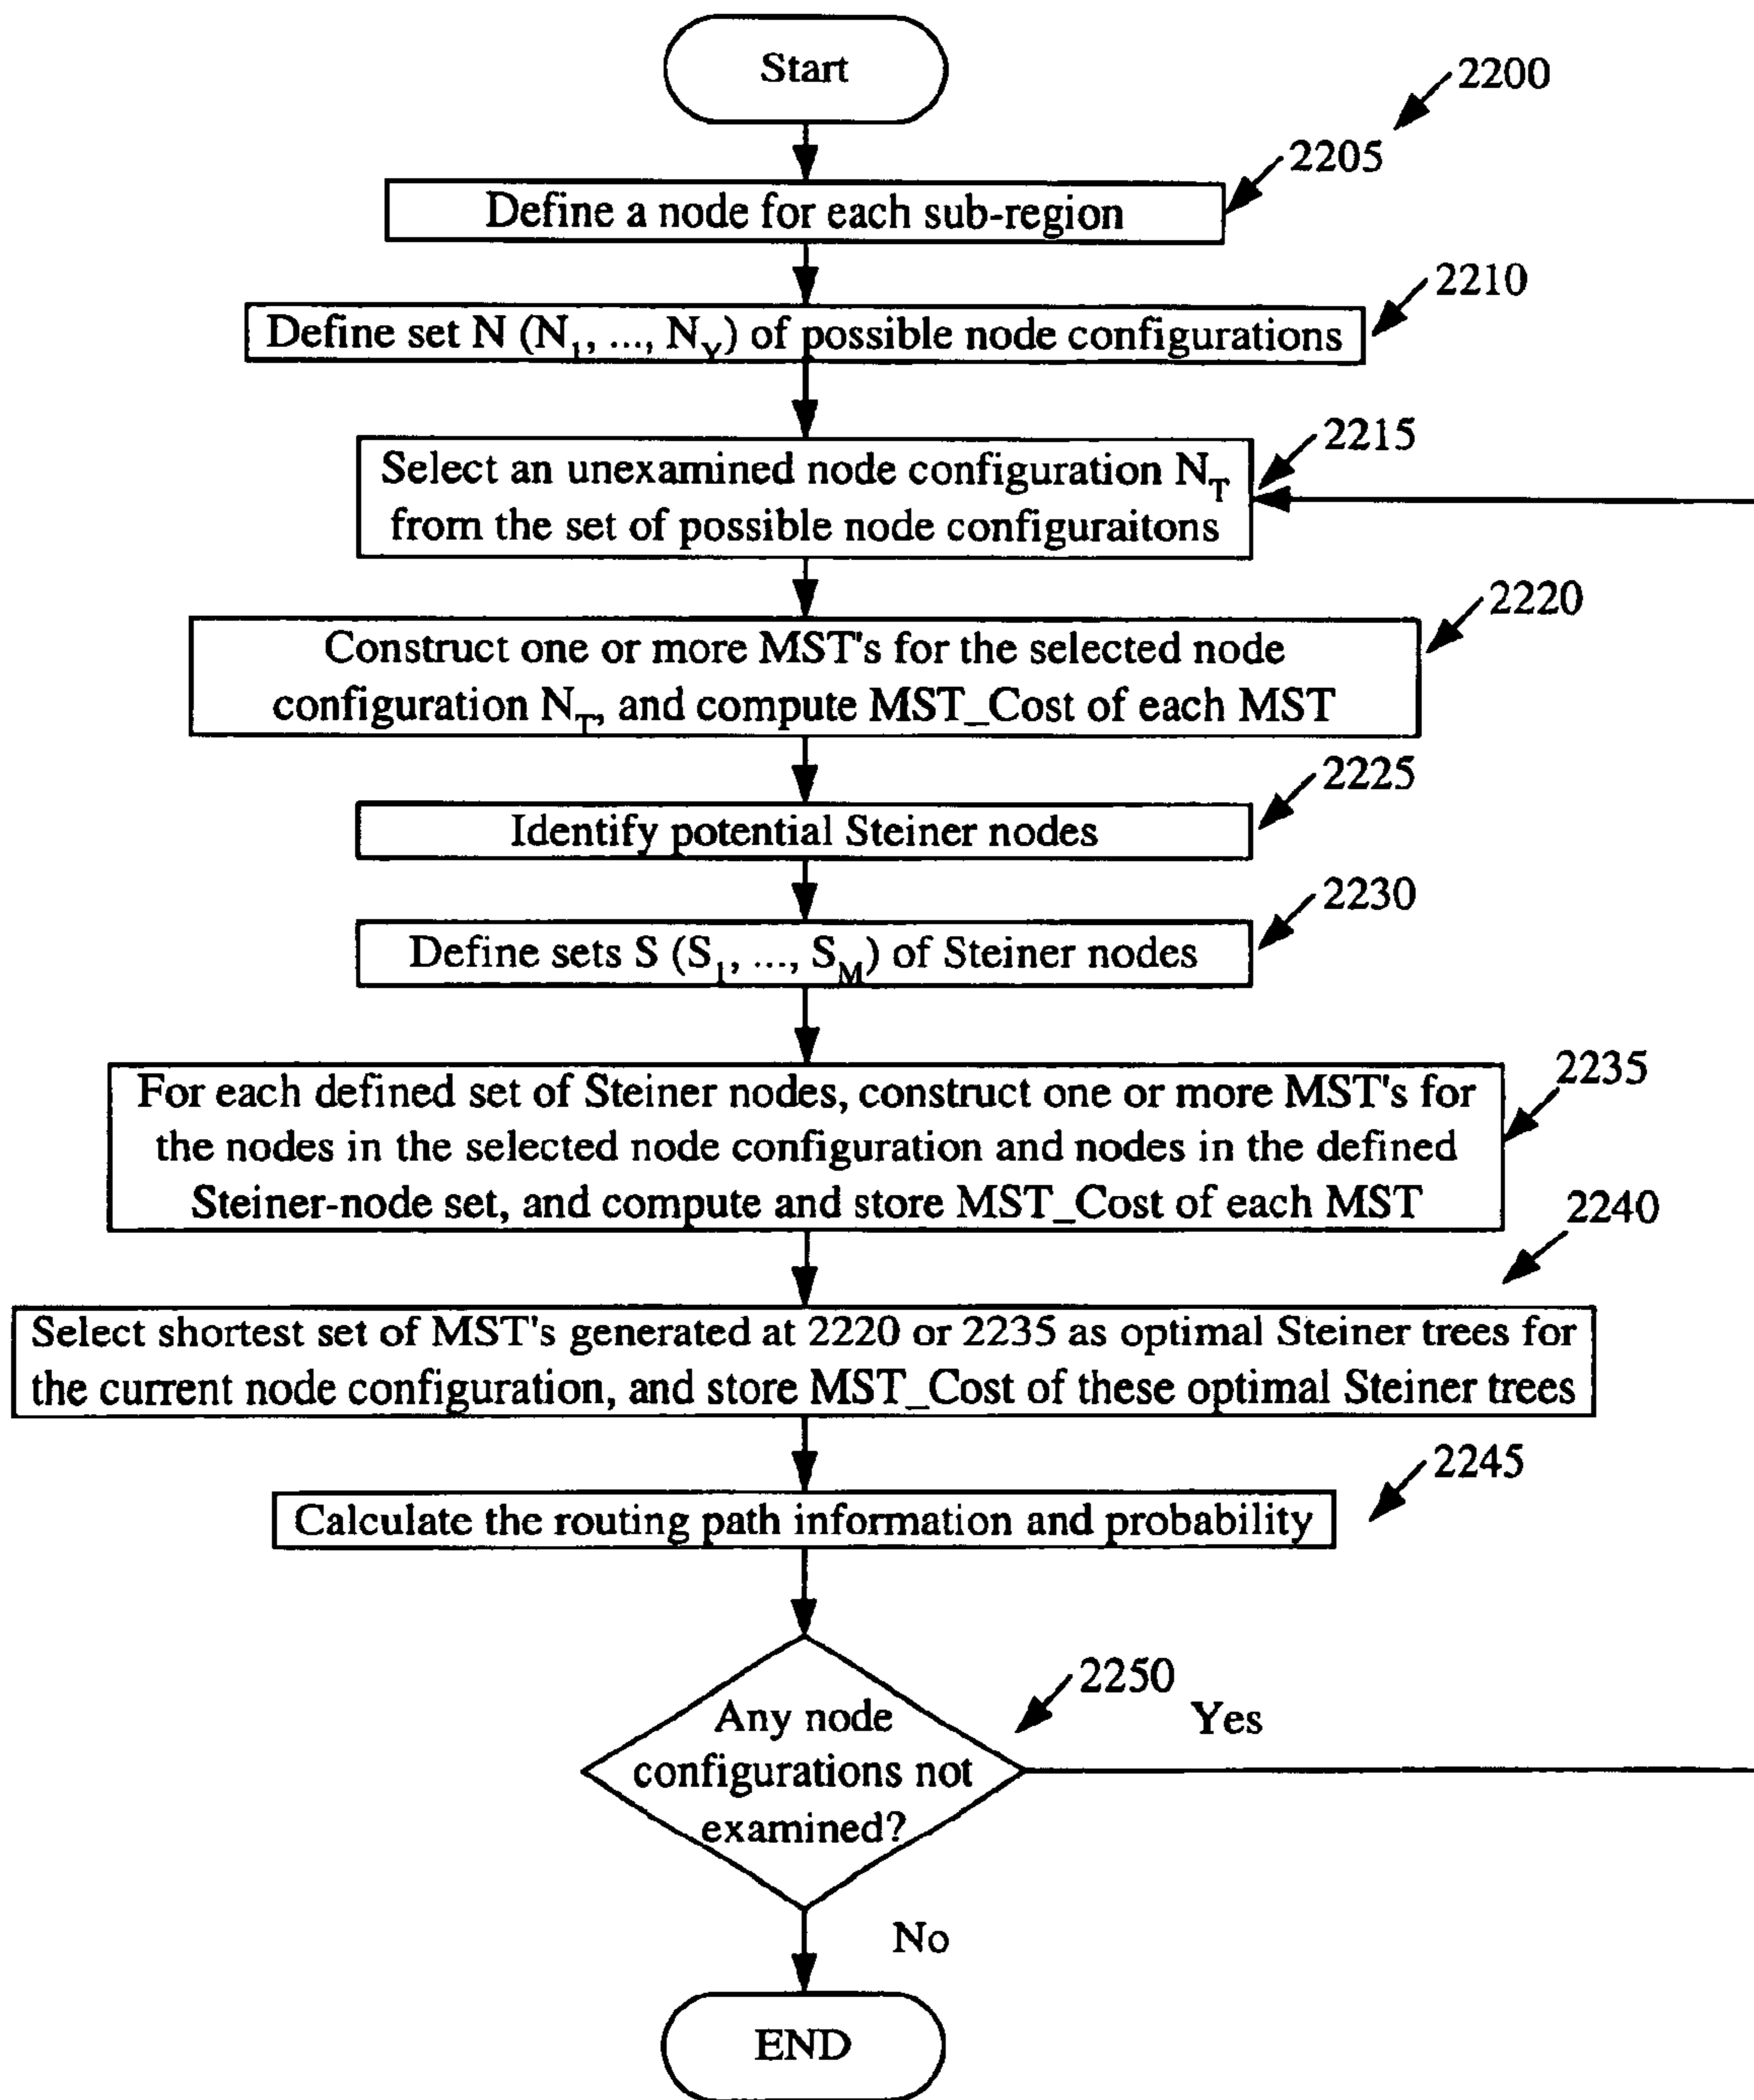 Start
2200
2205
Define a node for each sub-region
2210
Define set N (N1, ..., NY) of possible node configurations
2215
Select an unexamined node configuration NT
from the set of possible node configuraitons
2220
Construct one or more MST's for the selected node
configuration NT, and compute MST_Cost of each MST
2225
Identify potential Steiner nodes
2230
Define sets S (S1, ..., SM) of Steiner nodes
2235
For each defined set of Steiner nodes, construct one or more MST's for
the nodes in the selected node configuration and nodes in the defined
Steiner-node set, and compute and store MST_Cost of each MST
2240
Select shortest set of MST's generated at 2220 or 2235 as optimal Steiner trees for
the current node configuration, and store MST_Cost of these optimal Steiner trees
2245
Calculate the routing path information and probability
2250
Any node
configurations not
examined?
Yes
No
END